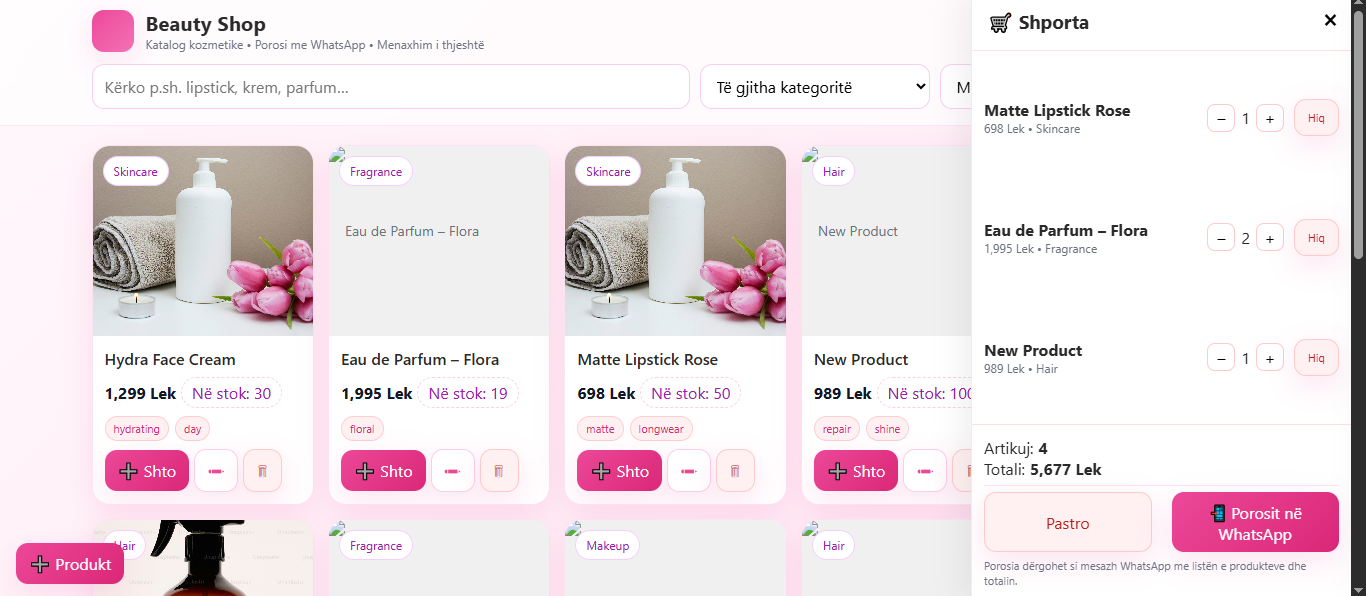 Beauty Shop
Katalog kozmetike • Porosi me WhatsApp • Menaxhim i thjeshtë
Kërko p.sh. lipstick, krem, parfum...
Të gjitha kategoritë
M
Skincare
Fragrance
Eau de Parfum – Flora
Skincare
Hair
New Product
Hydra Face Cream
1,299 Lek
Në stok: 30
hydrating
day
Shto
Eau de Parfum – Flora
1,995 Lek
Në stok: 19
floral
Shto
Matte Lipstick Rose
698 Lek
Në stok: 50
matte
longwear
Shto
New Product
989 Lek
Në stok: 100
repair
shine
Shto
Hair
Fragrance
Makeup
Hair
Produkt
Shporta
Matte Lipstick Rose
698 Lek • Skincare
1
Hiq
Eau de Parfum – Flora
1,995 Lek • Fragrance
2
Hiq
New Product
989 Lek • Hair
1
Hiq
Artikuj: 4
Totali: 5,677 Lek
Pastro
Porosit në
WhatsApp
Porosia dërgohet si mesazh WhatsApp me listën e produkteve dhe
totalin.